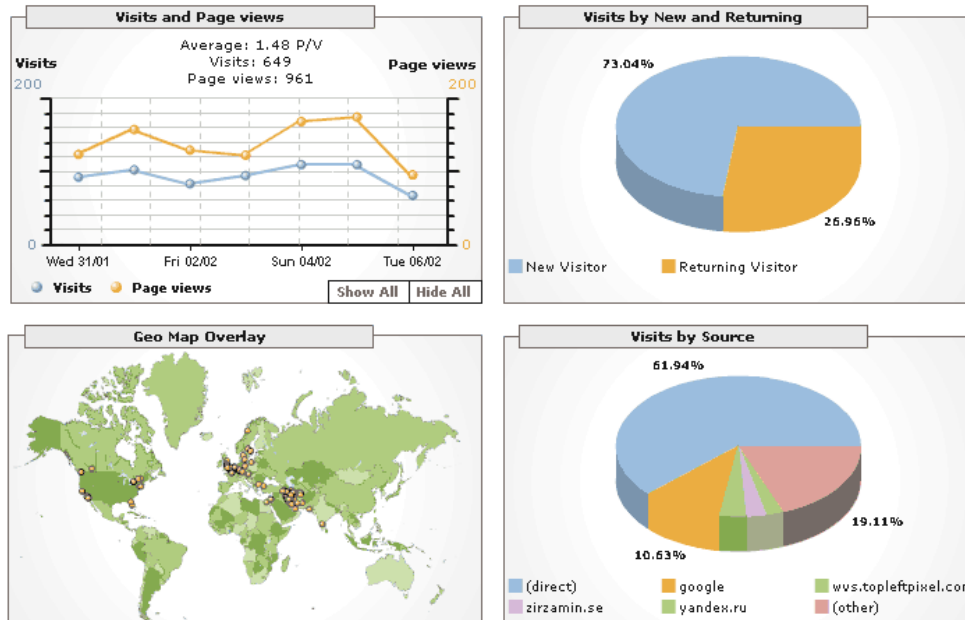 Visits and Page views
Average: 1.48 P/V
Visits: 649
Page views: 961
Visits
Page views
200
200
0
0
Wed 31/01
Fri 02/02
Sun 04/02
Tue 06/02
Visits
Page views
Show All
Hide All
Visits by New and Returning
73.04%
26.96%
New Visitor
Returning Visitor
Geo Map Overlay
Visits by Source
61.94%
19.11%
10.63%
(direct)
google
wvs.topleftpixel.con
zirzamin.se
yandex.ru
(other)